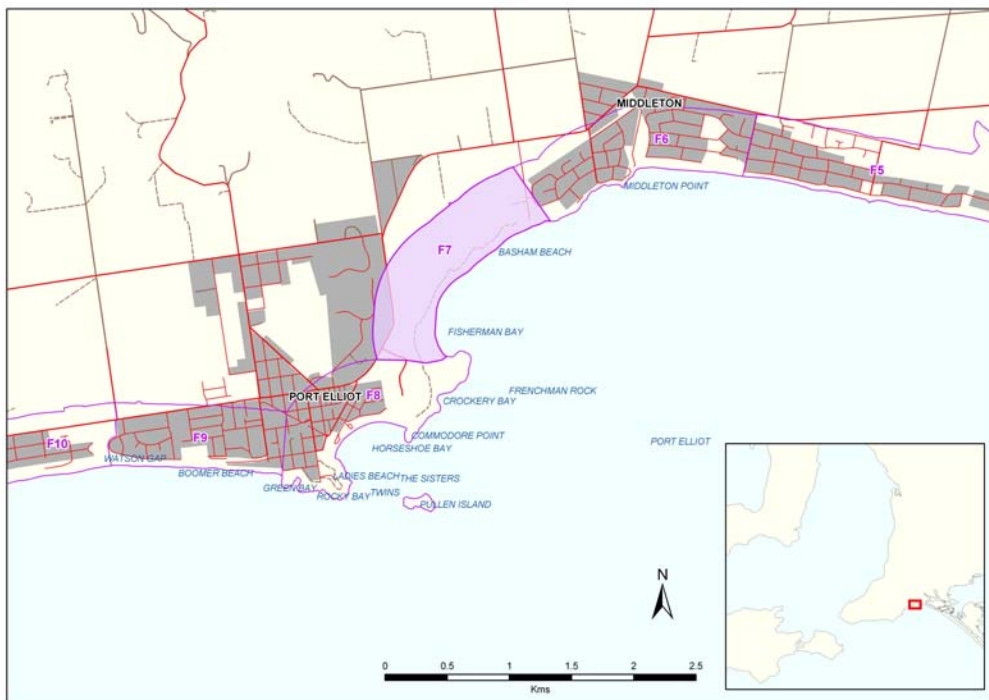 MIDDLETON
F6
F5
MIDDLETON POINT
F7
BASHAM BEACH
FISHERMAN BAY
FRENCHMAN ROCK
PORT ELLIOT
F8
CROCKERY BAY
COMMODORE POINT
F10
F9
HORSESHOE BAY
PORT ELLIOT
WATSON GAP
BOOMER BEACH
LADIES BEACH
THE SISTERS
GREEN BAY
ROCKY BAY
TWINS
PULLEN ISLAND
N
0 0.5 1 1.5 2 2.5
Kms